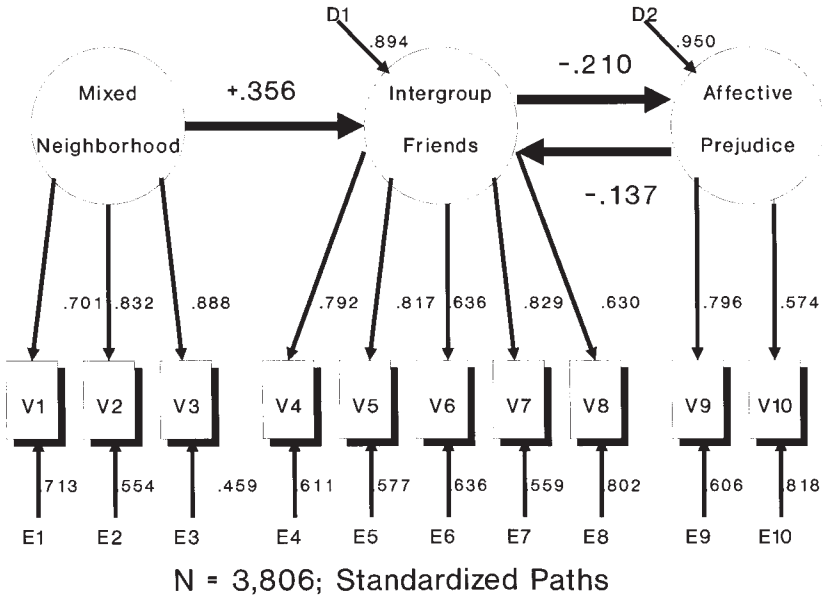 D1
D2
.894
.950
+.356
-.210
Mixed
Neighborhood
Intergroup
Friends
Affective
Prejudice
-.137
.701 .832 .888 .792 .817 .636 .829 .630 .796 .574
V1 V2 V3 V4 V5 V6 V7 V8 V9 V10
.713 .554 .459 .611 .577 .636 .559 .802 .606 .818
E1 E2 E3 E4 E5 E6 E7 E8 E9 E10
N = 3,806; Standardized Paths